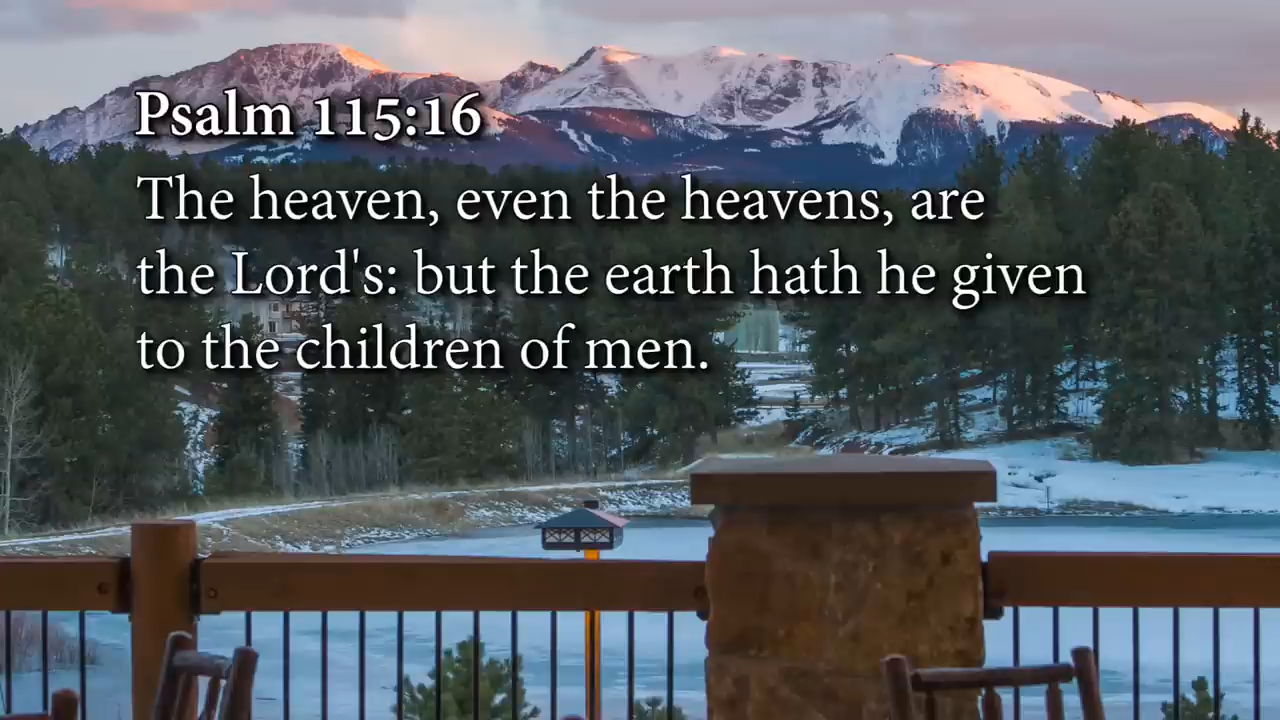 Psalm 115:16
The heaven, even the heavens, are
the Lord's: but the earth hath he given
to the children of men.